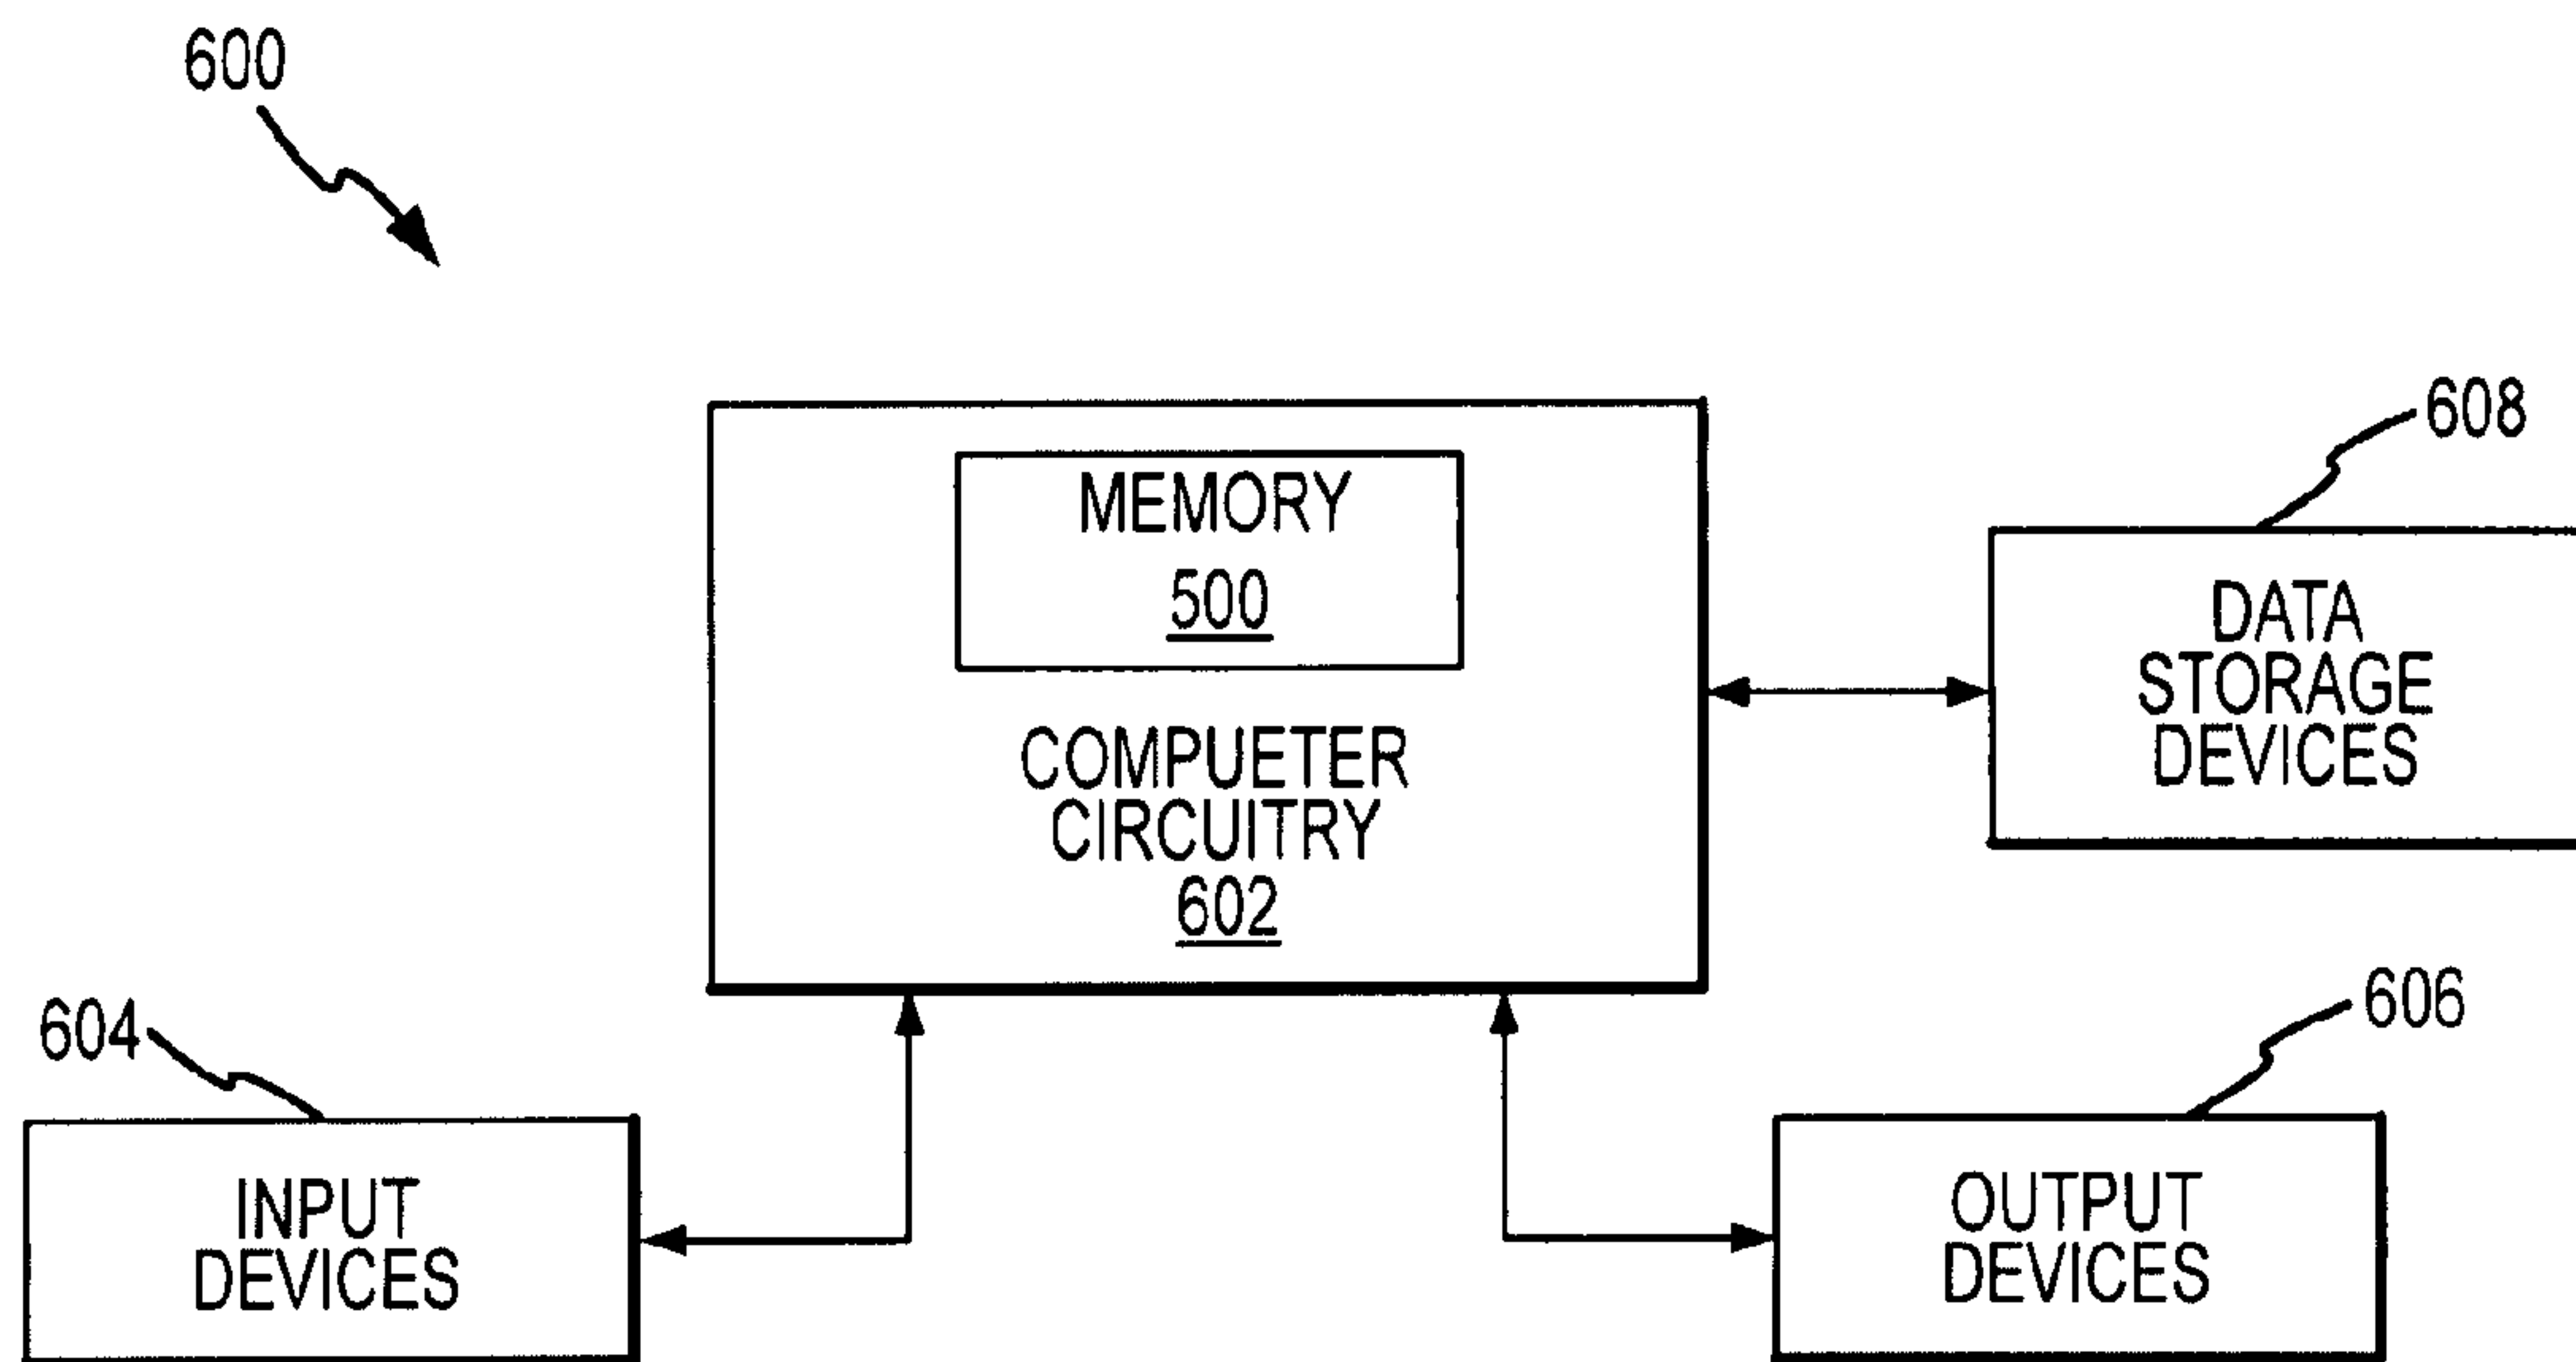 600
MEMORY
500
608
DATA
STORAGE
DEVICES
COMPUETER
CIRCUITRY
602
604
606
INPUT
DEVICES
OUTPUT
DEVICES